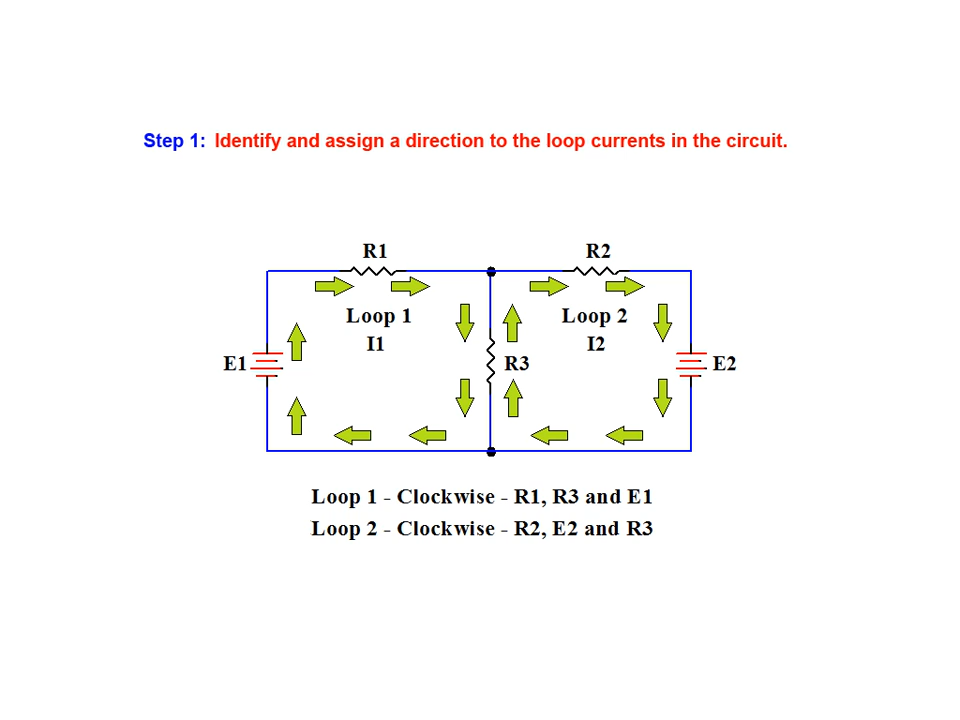 Step 1: Identify and assign a direction to the loop currents in the circuit.
R1 R2
Loop 1 Loop 2
I1 I2
E1 R3 E2
Loop 1 - Clockwise - R1, R3 and E1
Loop 2 - Clockwise - R2, E2 and R3